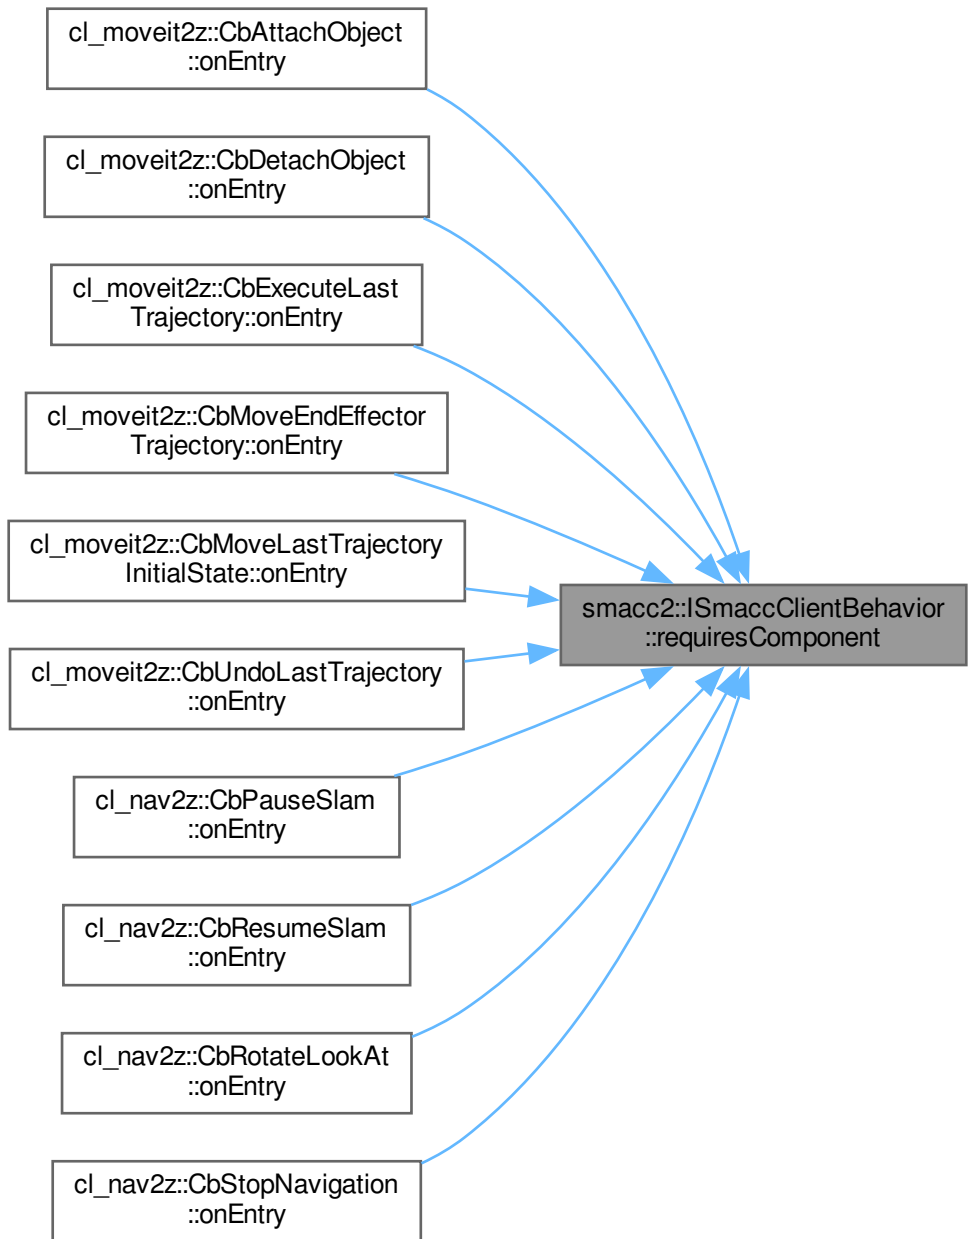 cl_moveit2z::CbAttachObject
::onEntry
cl_moveit2z::CbDetachObject
::onEntry
cl_moveit2z::CbExecuteLast
Trajectory::onEntry
cl_moveit2z::CbMoveEndEffector
Trajectory::onEntry
cl_moveit2z::CbMoveLastTrajectory
InitialState::onEntry
smacc2::ISmaccClientBehavior
::requiresComponent
cl_moveit2z::CbUndoLastTrajectory
::onEntry
cl_nav2z::CbPauseSlam
::onEntry
cl_nav2z::CbResumeSlam
::onEntry
cl_nav2z::CbRotateLookAt
::onEntry
cl_nav2z::CbStopNavigation
::onEntry